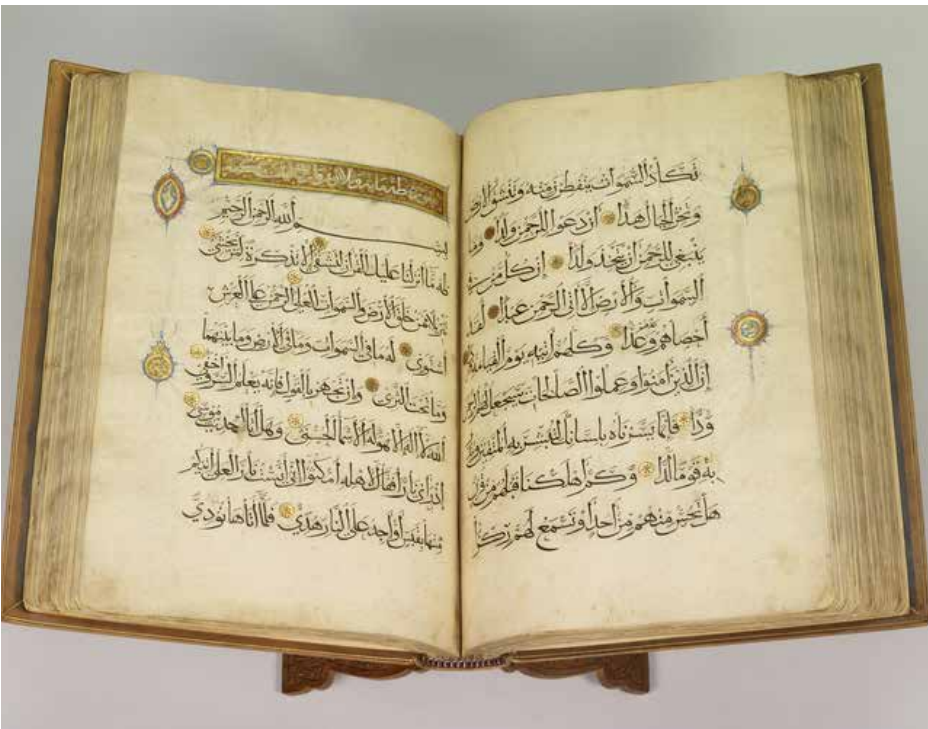 تكاد السموات يتفطرن منه وتنشق الارض
وتخر الجبال هدا ان دعوا للرحمن ولدا وما
ينبغي للرحمن ان يتخذ ولدا ان كل من في
السموات والارض الا اتي الرحمن عبدا لقد
احصاهم وعدهم عدا وكلهم اتيه يوم القيامة فردا
ان الذين امنوا وعملوا الصالحات سيجعل لهم الرحمن
ودا فانما يسرناه بلسانك لتبشر به المتقين وتنذر
به قوما لدا وكم اهلكنا قبلهم من قرن
هل تحس منهم من احد او تسمع لهم ركزا
سورة طه مائة وثلاثون
بسم الله الرحمن الرحيم
طه ما انزلنا عليك القران لتشقى الا تذكرة لمن يخشى
تنزيلا ممن خلق الارض والسموات العلى الرحمن على العرش
استوى له ما في السموات وما في الارض وما بينهما
وما تحت الثرى وان تجهر بالقول فانه يعلم السر واخفى
الله لا اله الا هو له الاسما الحسنى وهل اتاك حديث موسى
اذ راى نارا فقال لاهله امكثوا اني انست نارا لعلي اتيكم
منها بقبس او اجد على النار هدى فلما اتاها نودي